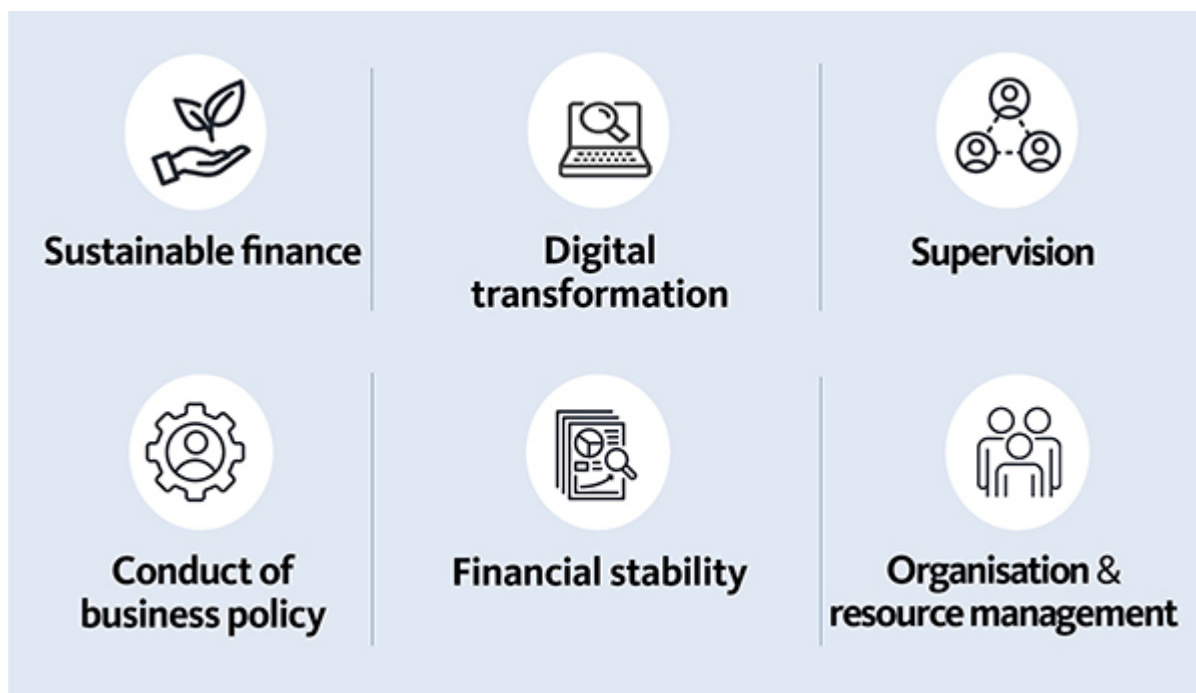 Sustainable finance
Digital
transformation
Supervision
Conduct of
business policy
Financial stability
Organisation &
resource management